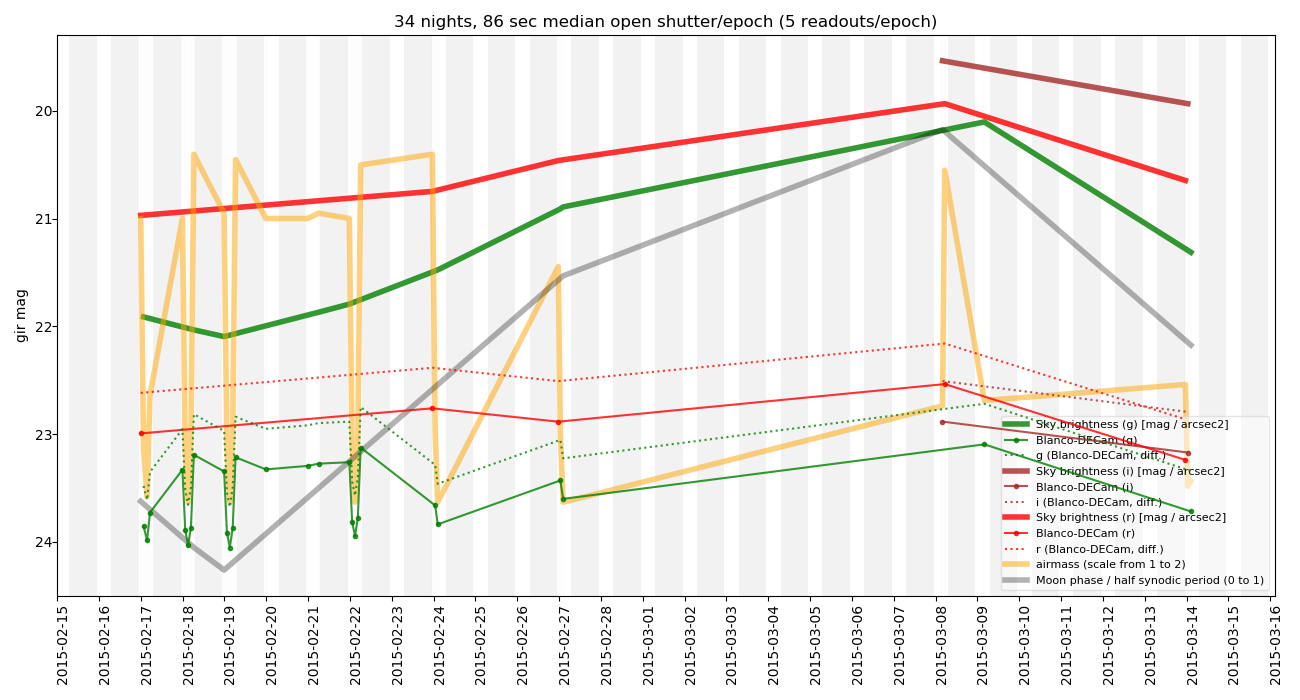 34 nights, 86 sec median open shutter/epoch (5 readouts/epoch)
gir mag
20
21
22
23
24
Sky brightness (g) [mag / arcsec2]
Blanco-DECam (g)
g (Blanco-DECam, diff.)
Sky brightness (i) [mag / arcsec2]
Blanco-DECam (i)
i (Blanco-DECam, diff.)
Sky brightness (r) [mag / arcsec2]
Blanco-DECam (r)
r (Blanco-DECam, diff.)
airmass (scale from 1 to 2)
Moon phase / half synodic period (0 to 1)
2015-02-15
2015-02-16
2015-02-17
2015-02-18
2015-02-19
2015-02-20
2015-02-21
2015-02-22
2015-02-23
2015-02-24
2015-02-25
2015-02-26
2015-02-27
2015-02-28
2015-03-01
2015-03-02
2015-03-03
2015-03-04
2015-03-05
2015-03-06
2015-03-07
2015-03-08
2015-03-09
2015-03-10
2015-03-11
2015-03-12
2015-03-13
2015-03-14
2015-03-15
2015-03-16